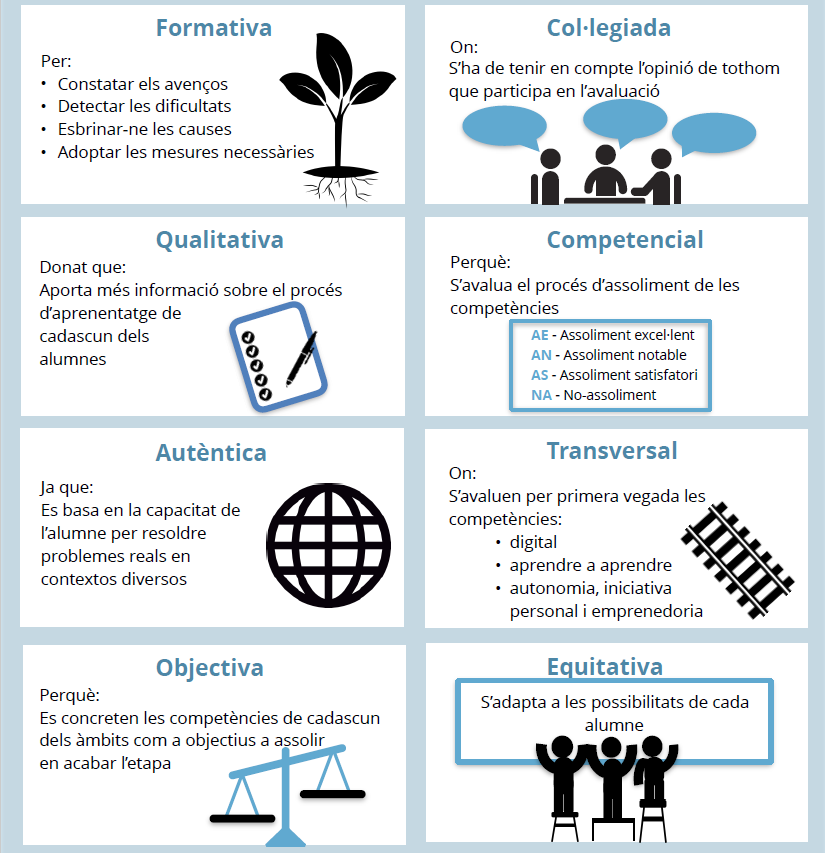 Formativa
Per:
• Constatar els avenços
• Detectar les dificultats
• Esbrinar-ne les causes
• Adoptar les mesures necessàries
Col·legiada
On:
S’ha de tenir en compte l’opinió de tothom
que participa en l’avaluació
Qualitativa
Donat que:
Aporta més informació sobre el procés
d’aprenentatge de
cadascun dels
alumnes
Competencial
Perquè:
S’avalua el procés d’assoliment de les
competències
AE - Assoliment excel·lent
AN - Assoliment notable
AS - Assoliment satisfatori
NA - No-assoliment
Autèntica
Ja que:
Es basa en la capacitat de
l’alumne per resoldre
problemes reals en
contextos diversos
Transversal
On:
S’avaluen per primera vegada les
competències:
• digital
• aprendre a aprendre
• autonomia, iniciativa
personal i emprenedoria
Objectiva
Perquè:
Es concreten les competències de cadascun
dels àmbits com a objectius a assolir
en acabar l’etapa
Equitativa
S’adapta a les possibilitats de cada
alumne